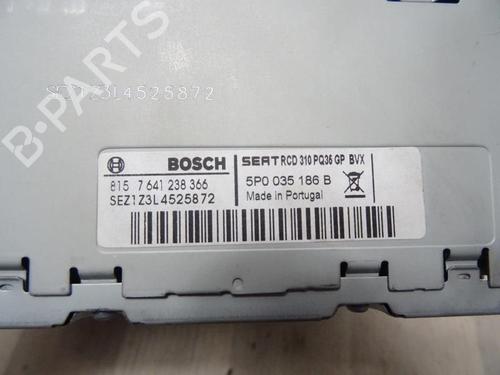 B-PARTS
SEZ1Z3L4525872
BOSCH
SEAT RCD 310 PQ35 GP BVX
815 7 641 238 366
5P0 035 186 B
SEZ1Z3L4525872
Made in Portugal